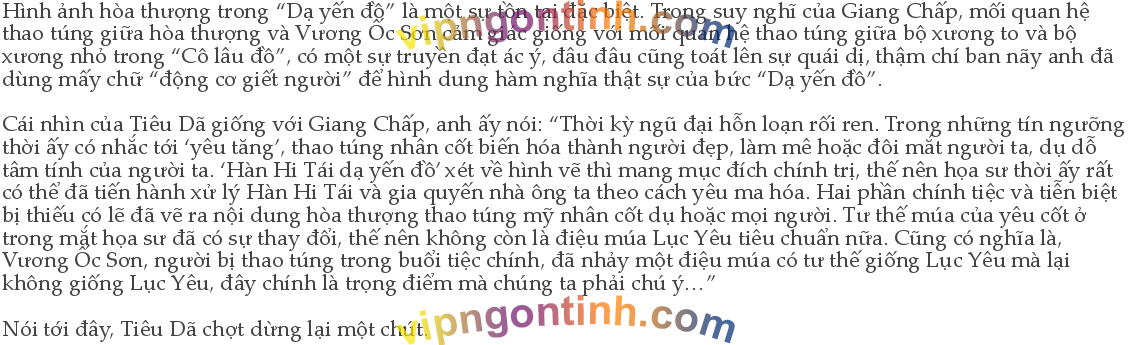 Hình ảnh hòa thượng trong “Dạ yến đồ” là một sự tồn tại đặc biệt. Trong suy nghĩ của Giang Chấp, mối quan hệ
thao túng giữa hòa thượng và Vương Ốc Sơn cảm giác giống với mối quan hệ thao túng giữa bộ xương to và bộ
xương nhỏ trong “Cô lâu đồ”, có một sự truyền đạt ác ý, đâu đâu cũng toát lên sự quái dị, thậm chí ban nãy anh đã
dùng mấy chữ “động cơ giết người” để hình dung hàm nghĩa thật sự của bức “Dạ yến đồ”.
Cái nhìn của Tiêu Dã giống với Giang Chấp, anh ấy nói: “Thời kỳ ngũ đại hỗn loạn rối ren. Trong những tín ngưỡng
thời ấy có nhắc tới ‘yêu tăng’, thao túng nhân cốt biến hóa thành người đẹp, làm mê hoặc đôi mắt người ta, dụ dỗ
tâm tính của người ta. ‘Hàn Hi Tái dạ yến đồ’ xét về hình vẽ thì mang mục đích chính trị, thế nên họa sư thời ấy rất
có thể đã tiến hành xử lý Hàn Hi Tái và gia quyến nhà ông ta theo cách yêu ma hóa. Hai phần chính tiệc và tiễn biệt
bị thiếu có lẽ đã vẽ ra nội dung hòa thượng thao túng mỹ nhân cốt dụ hoặc mọi người. Tư thế múa của yêu cốt ở
trong mắt họa sư đã có sự thay đổi, thế nên không còn là điệu múa Lục Yêu tiêu chuẩn nữa. Cũng có nghĩa là,
Vương Ốc Sơn, người bị thao túng trong buổi tiệc chính, đã nhảy một điệu múa có tư thế giống Lục Yêu mà lại
không giống Lục Yêu, đây chính là trọng điểm mà chúng ta phải chú ý…”
Nói tới đây, Tiêu Dã chợt dừng lại một chút.
vipngontinh.com
vipngontinh.com